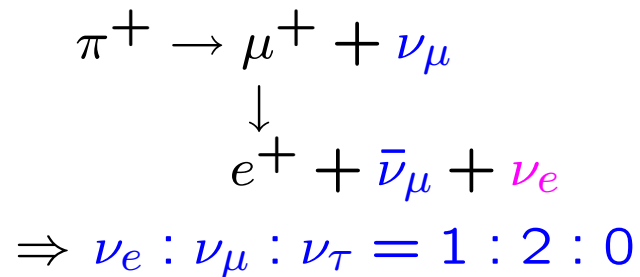 π⁺ → μ⁺ + ν_μ
↓
e⁺ + ν̄_μ + ν_e
⇒ ν_e : ν_μ : ν_τ = 1 : 2 : 0